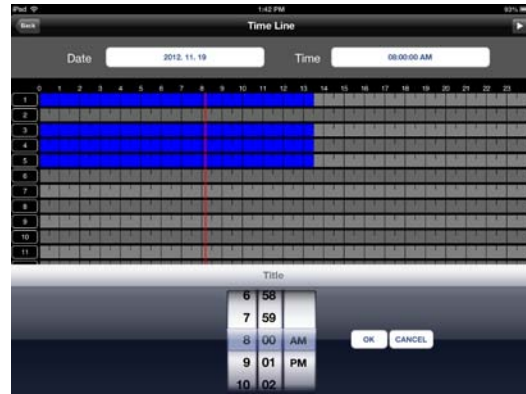 iPad 1:42 PM 93%
Back Time Line
Date 2012. 11. 19 Time 08:00:00 AM
0 1 2 3 4 5 6 7 8 9 10 11 12 13 14 15 16 17 18 19 20 21 22 23
1
2
3
4
5
6
7
8
9
10
11
Title
6 58
7 59
8 00 AM
9 01 PM
10 02
OK CANCEL